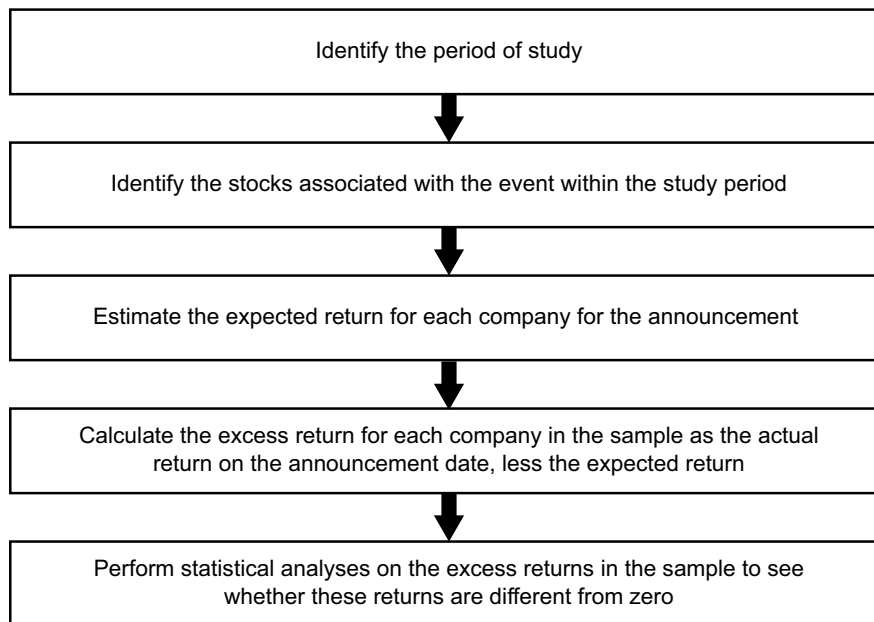 Identify the period of study
Identify the stocks associated with the event within the study period
Estimate the expected return for each company for the announcement
Calculate the excess return for each company in the sample as the actual
return on the announcement date, less the expected return
Perform statistical analyses on the excess returns in the sample to see
whether these returns are different from zero